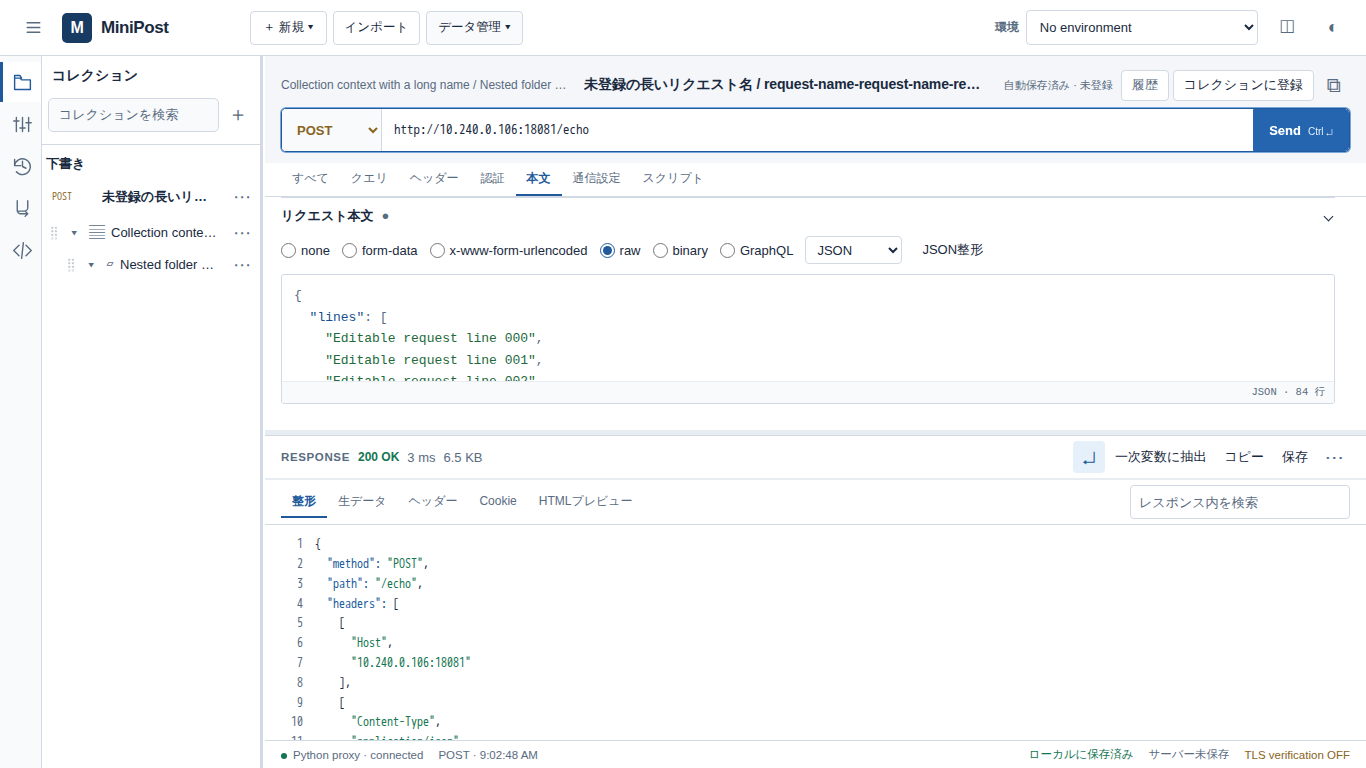 M MiniPost
＋ 新規 ▾ インポート データ管理 ▾
環境 No environment
コレクション
コレクションを検索 ＋
下書き
POST 未登録の長いリ… ···
▾ Collection conte… ···
▾ Nested folder … ···
Collection context with a long name / Nested folder … 未登録の長いリクエスト名 / request-name-request-name-re… 自動保存済み · 未登録 履歴 コレクションに登録
POST http://10.240.0.106:18081/echo Send Ctrl ⏎
すべて クエリ ヘッダー 認証 本文 通信設定 スクリプト
リクエスト本文 ●
none form-data x-www-form-urlencoded raw binary GraphQL JSON JSON整形
{
"lines": [
"Editable request line 000",
"Editable request line 001",
"Editable request line 002"
JSON · 84 行
RESPONSE 200 OK 3 ms 6.5 KB 一次変数に抽出 コピー 保存 ···
整形 生データ ヘッダー Cookie HTMLプレビュー レスポンス内を検索
1 {
2 "method": "POST",
3 "path": "/echo",
4 "headers": [
5 [
6 "Host",
7 "10.240.0.106:18081"
8 ],
9 [
10 "Content-Type",
11 "application/json"
Python proxy · connected POST · 9:02:48 AM ローカルに保存済み サーバー未保存 TLS verification OFF